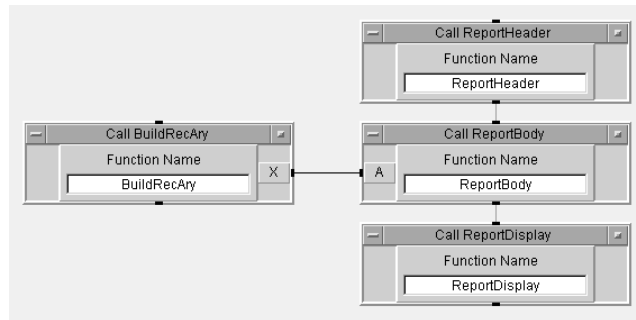 Call ReportHeader
Function Name
ReportHeader
Call BuildRecAry
Function Name
BuildRecAry
X
Call ReportBody
A
Function Name
ReportBody
Call ReportDisplay
Function Name
ReportDisplay